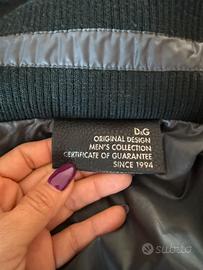 D&G
ORIGINAL DESIGN
MEN'S COLLECTION
CERTIFICATE OF GUARANTEE
SINCE 1994
subito